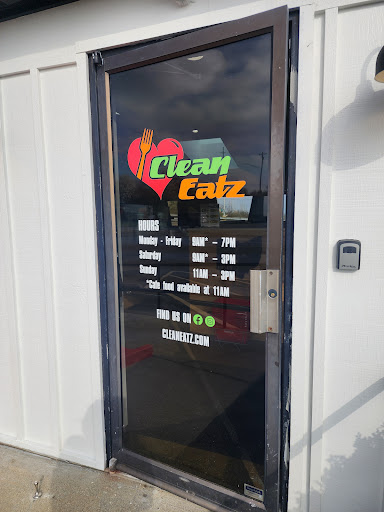 Clean
Eatz
HOURS
Monday - Friday 9AM* - 7PM
Saturday 9AM* - 3PM
Sunday 11AM - 3PM
*Cafe food available at 11AM
FIND US ON
CLEANEATZ.COM